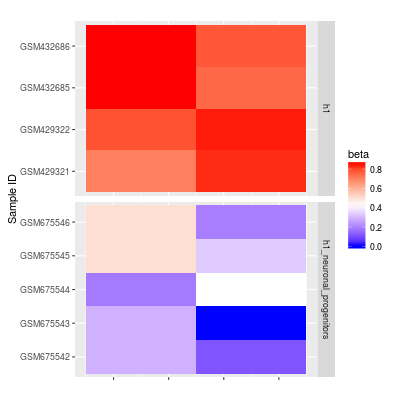 GSM432686
GSM432685
GSM429322
GSM429321
h1
GSM675546
GSM675545
GSM675544
GSM675543
GSM675542
h1_neuronal_progenitors
Sample ID
beta
0.8
0.6
0.4
0.2
0.0